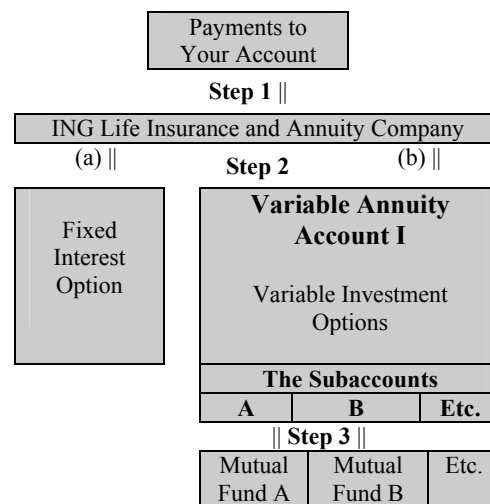 Payments to
Your Account
Step 1 ||
ING Life Insurance and Annuity Company
(a) || Step 2 (b) ||
Fixed
Interest
Option
Variable Annuity
Account I
Variable Investment
Options
The Subaccounts
A B Etc.
|| Step 3 ||
Mutual
Fund A
Mutual
Fund B
Etc.